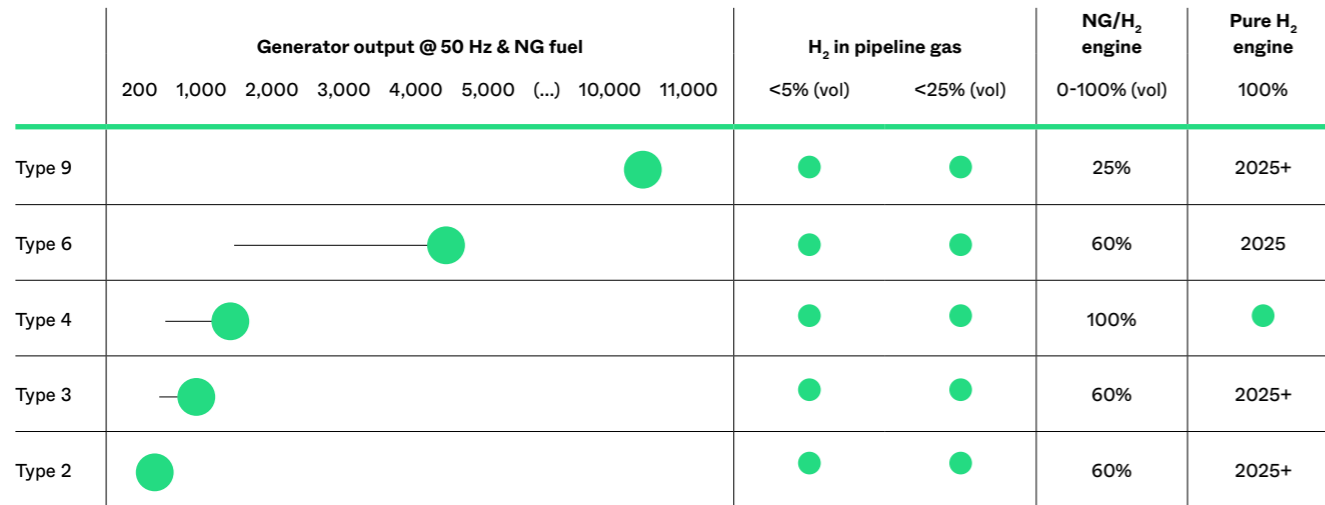 Generator output @ 50 Hz & NG fuel
H₂ in pipeline gas
NG/H₂
engine
Pure H₂
engine
200 1,000 2,000 3,000 4,000 5,000 (...) 10,000 11,000
<5% (vol)
<25% (vol)
0-100% (vol)
100%
Type 9
25%
2025+
Type 6
60%
2025
Type 4
100%
Type 3
60%
2025+
Type 2
60%
2025+